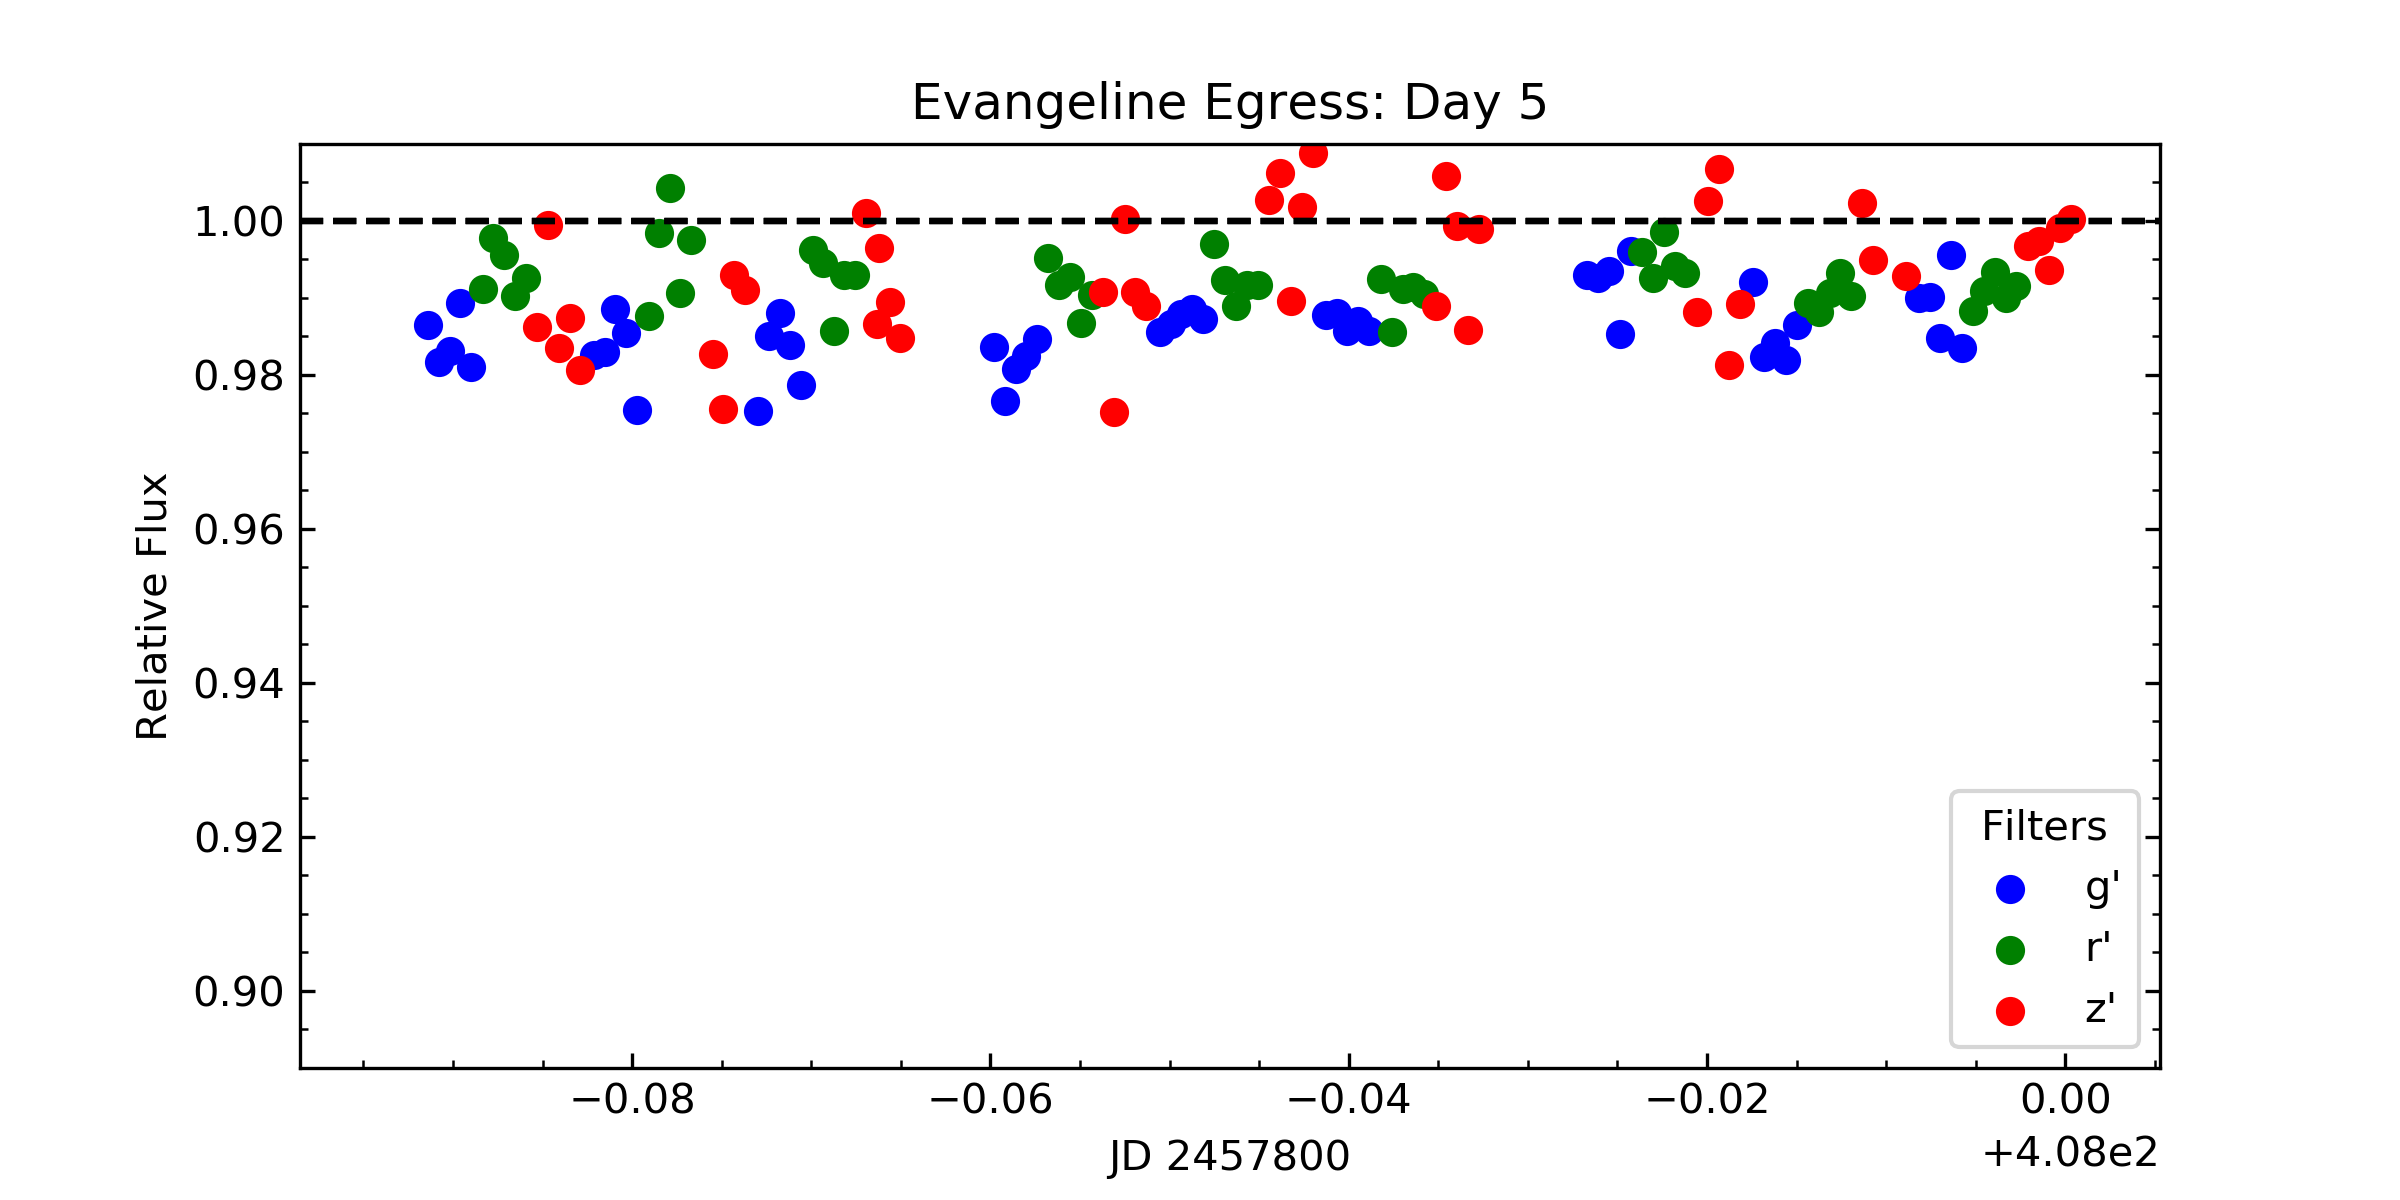 Evangeline Egress: Day 5
Relative Flux
1.00
0.98
0.96
0.94
0.92
0.90
Filters
g'
r'
z'
−0.08
−0.06
−0.04
−0.02
0.00
JD 2457800
+4.08e2